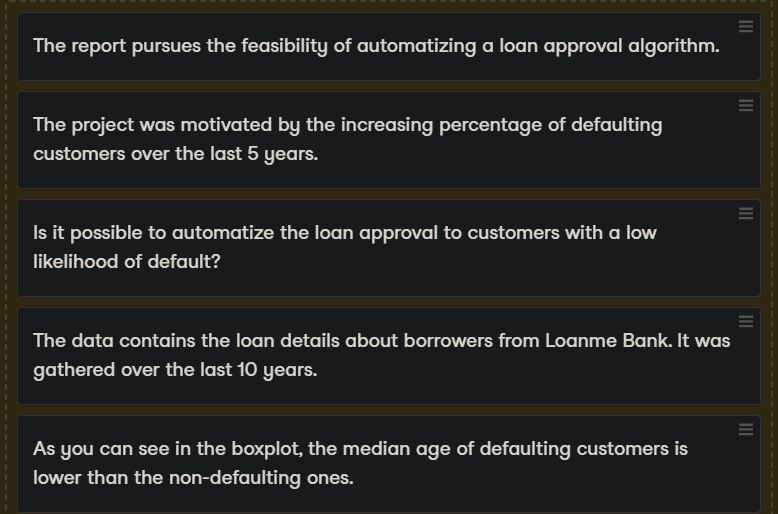 The report pursues the feasibility of automatizing a loan approval algorithm.
The project was motivated by the increasing percentage of defaulting
customers over the last 5 years.
Is it possible to automatize the loan approval to customers with a low
likelihood of default?
The data contains the loan details about borrowers from Loanme Bank. It was
gathered over the last 10 years.
As you can see in the boxplot, the median age of defaulting customers is
lower than the non-defaulting ones.